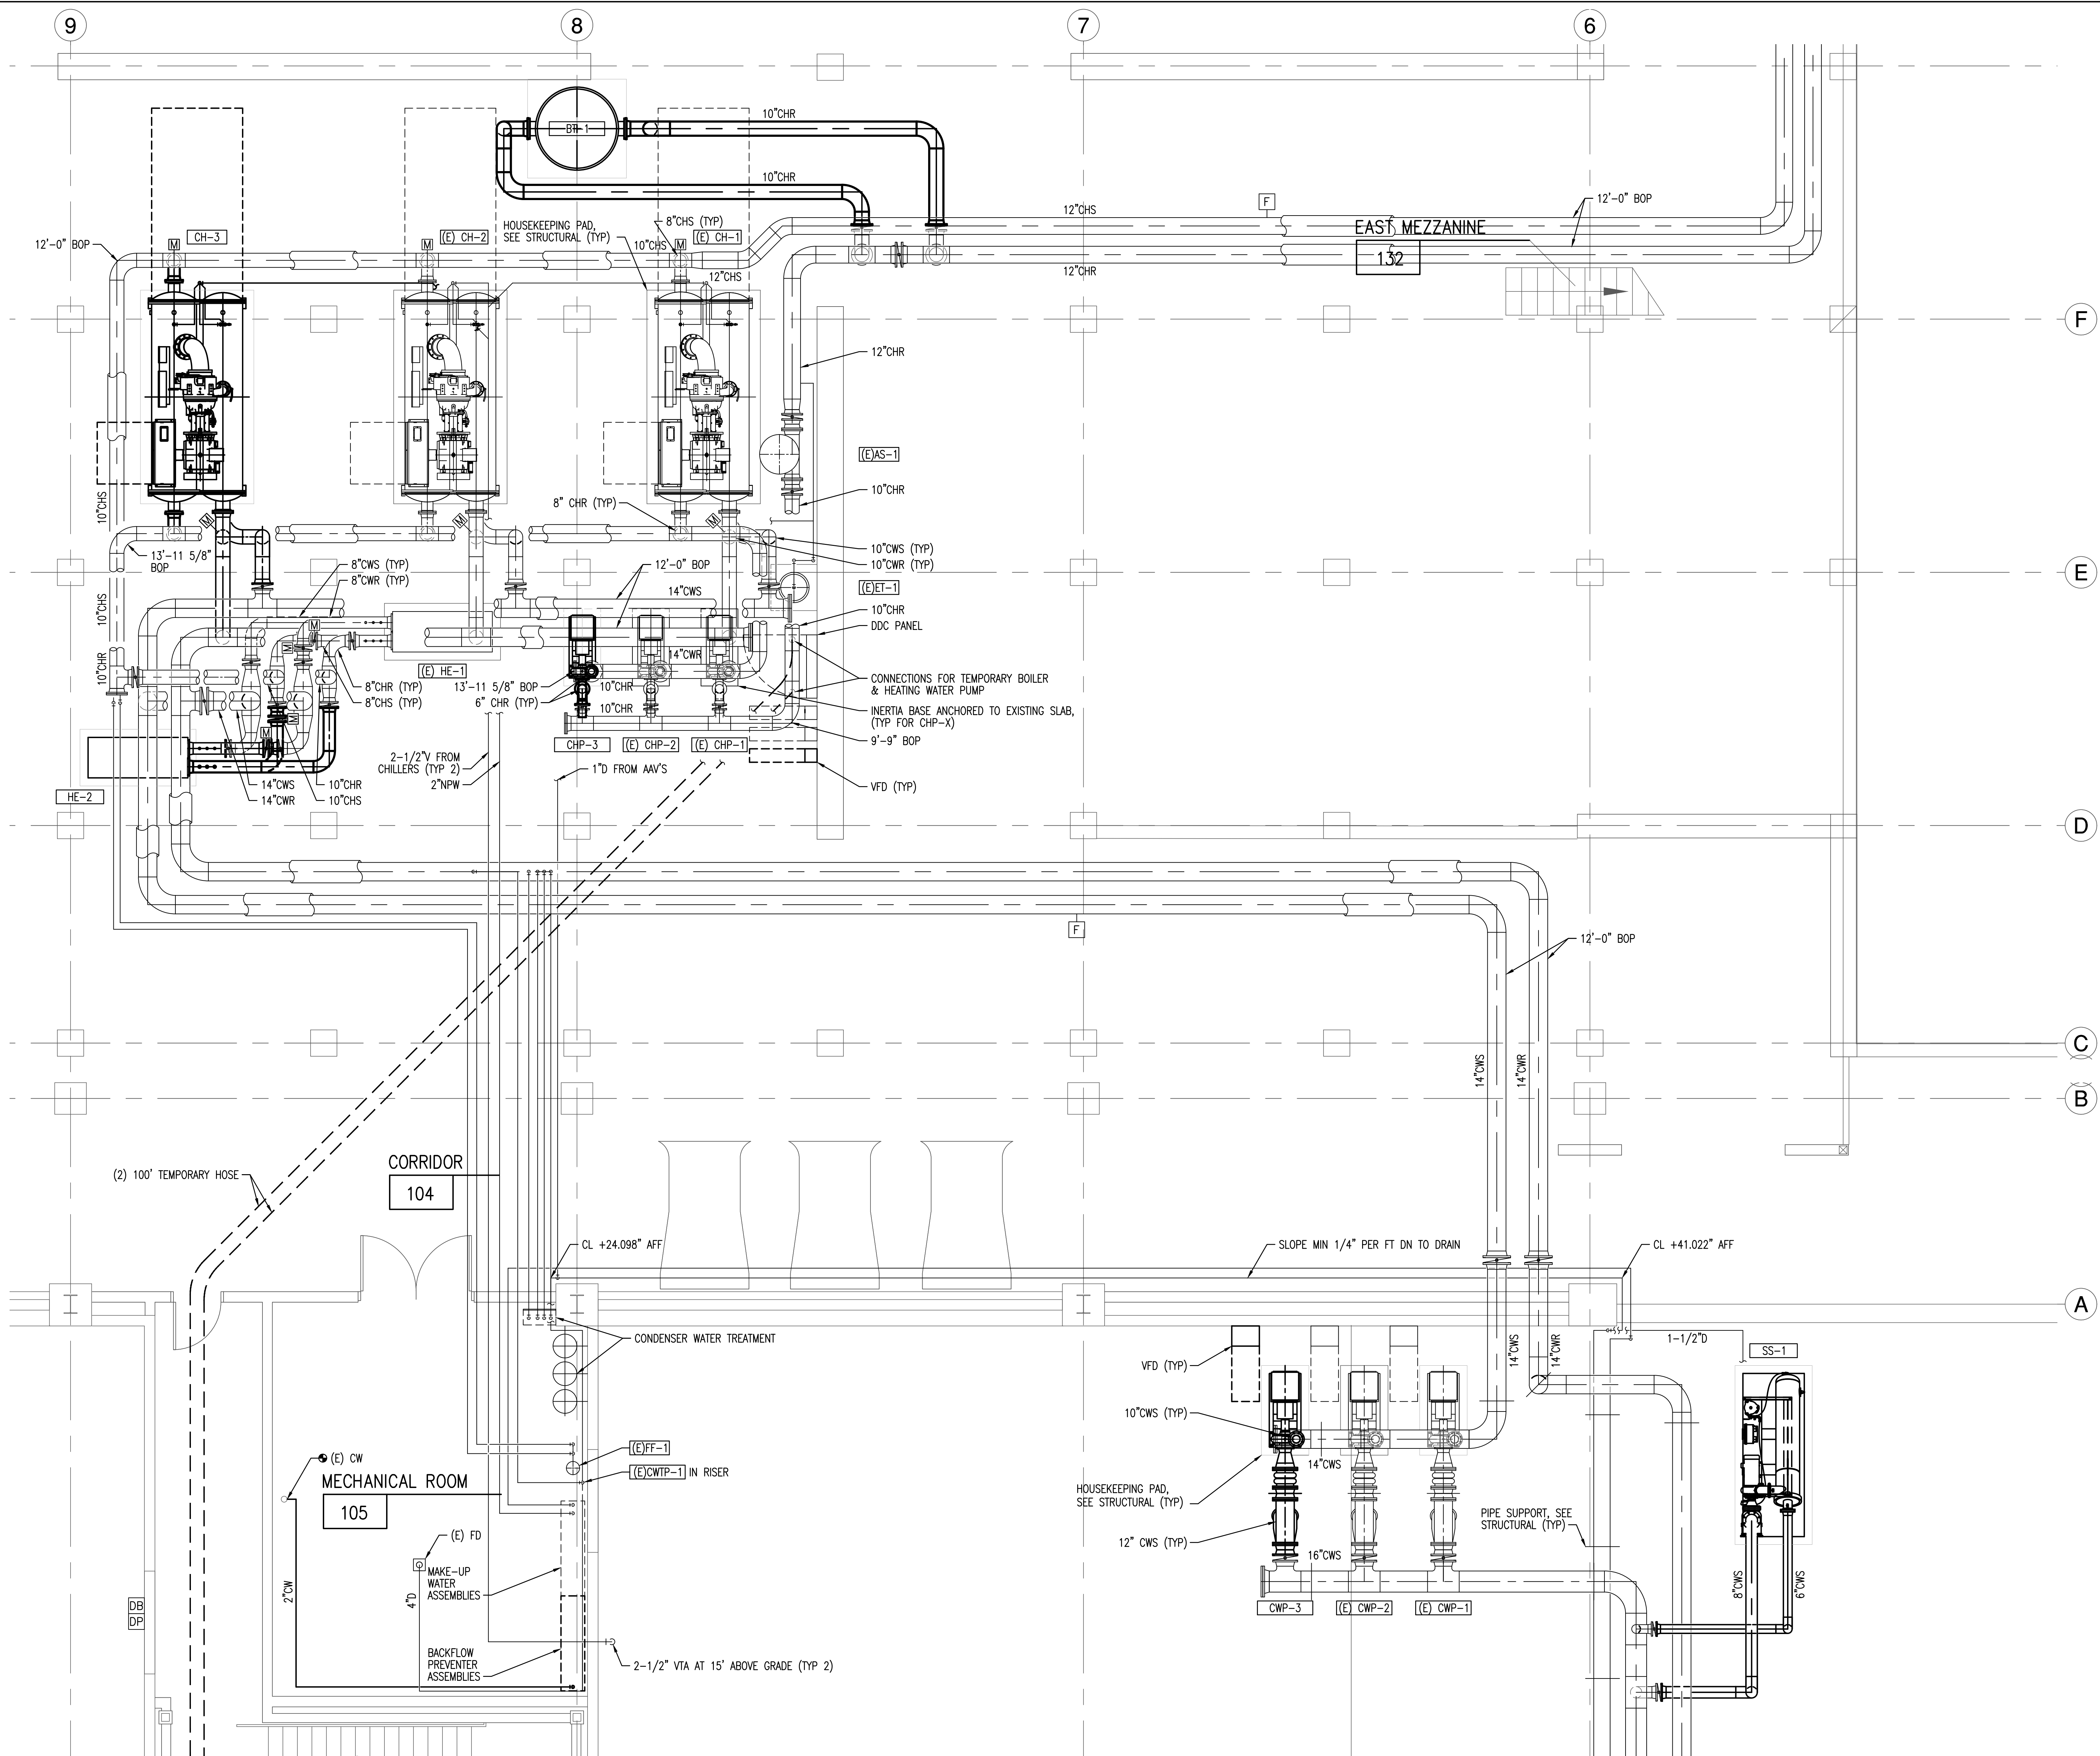 9
8
7
6
BT-1
10"CHR
10"CHR
12"CHS
F
12'-0" BOP
EAST MEZZANINE
132
12"CHR
12'-0" BOP
M
CH-3
M
(E) CH-2
HOUSEKEEPING PAD,
SEE STRUCTURAL (TYP)
8"CHS (TYP)
10"CHS
M
(E) CH-1
12"CHS
F
12"CHR
(E)AS-1
10"CHR
8" CHR (TYP)
10"CHS
M
M
M
13'-11 5/8"
BOP
10"CWS (TYP)
10"CWR (TYP)
8"CWS (TYP)
8"CWR (TYP)
12'-0" BOP
14"CWS
E
(E)ET-1
10"CHR
DDC PANEL
10"CHS
M
M
14"CWR
10"CHR
(E) HE-1
8"CHR (TYP)
8"CHS (TYP)
13'-11 5/8" BOP
6" CHR (TYP)
10"CHR
10"CHR
CONNECTIONS FOR TEMPORARY BOILER
& HEATING WATER PUMP
INERTIA BASE ANCHORED TO EXISTING SLAB,
(TYP FOR CHP-X)
9'-9" BOP
M
M
CHP-3
(E) CHP-2
(E) CHP-1
2-1/2"V FROM
CHILLERS (TYP 2)
2"NPW
1"D FROM AAV'S
VFD (TYP)
14"CWS
14"CWR
10"CHR
10"CHS
HE-2
D
F
12'-0" BOP
C
14"CWS
14"CWR
B
CORRIDOR
104
(2) 100' TEMPORARY HOSE
CL +24.098" AFF
SLOPE MIN 1/4" PER FT DN TO DRAIN
CL +41.022" AFF
A
CONDENSER WATER TREATMENT
VFD (TYP)
14"CWS
14"CWR
1-1/2"D
SS-1
10"CWS (TYP)
14"CWS
(E)FF-1
(E)CWTP-1 IN RISER
(E) CW
MECHANICAL ROOM
105
HOUSEKEEPING PAD,
SEE STRUCTURAL (TYP)
PIPE SUPPORT, SEE
STRUCTURAL (TYP)
(E) FD
12" CWS (TYP)
16"CWS
MAKE-UP
WATER
ASSEMBLIES
2"CW
4"D
8"CWS
6"CWS
DB
DP
CWP-3
(E) CWP-2
(E) CWP-1
BACKFLOW
PREVENTER
ASSEMBLIES
2-1/2" VTA AT 15' ABOVE GRADE (TYP 2)